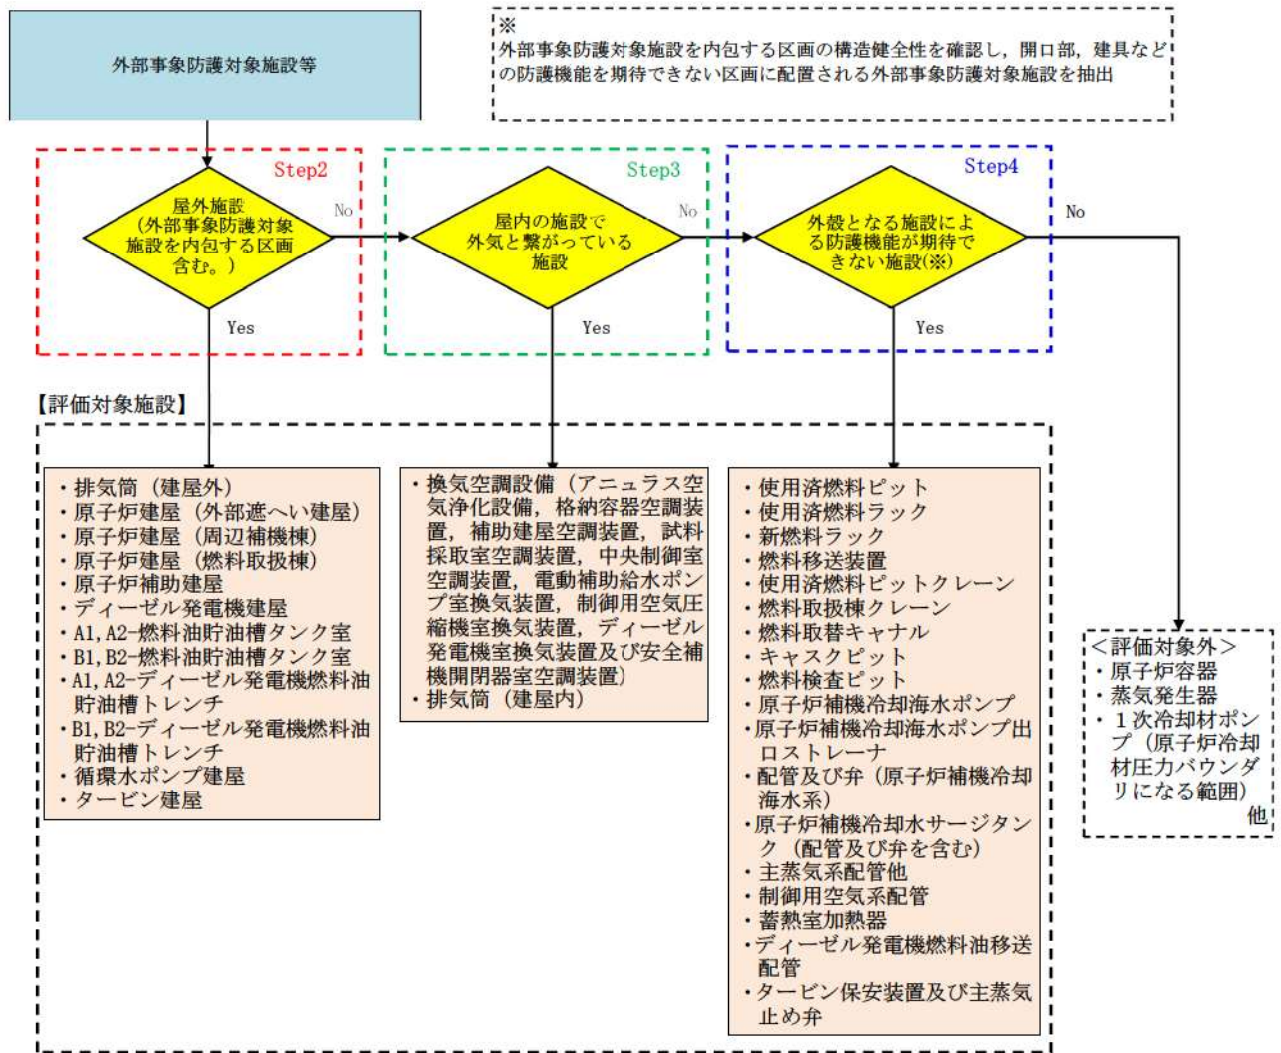 外部事象防護対象施設等
※
外部事象防護対象施設を内包する区画の構造健全性を確認し，開口部，建具など
の防護機能を期待できない区画に配置される外部事象防護対象施設を抽出
Step2
屋外施設
(外部事象防護対象
施設を内包する区画
含む。)
No
Yes
Step3
屋内の施設で
外気と繋がっている
施設
No
Yes
Step4
外殻となる施設によ
る防護機能が期待で
きない施設(※)
No
Yes
【評価対象施設】
・排気筒（建屋外）
・原子炉建屋（外部遮へい建屋）
・原子炉建屋（周辺補機棟）
・原子炉建屋（燃料取扱棟）
・原子炉補助建屋
・ディーゼル発電機建屋
・A1,A2-燃料油貯油槽タンク室
・B1,B2-燃料油貯油槽タンク室
・A1,A2-ディーゼル発電機燃料油
貯油槽トレンチ
・B1,B2-ディーゼル発電機燃料油
貯油槽トレンチ
・循環水ポンプ建屋
・タービン建屋
・換気空調設備（アニュラス空
気浄化設備，格納容器空調装
置，補助建屋空調装置，試料
採取室空調装置，中央制御室
空調装置，電動補助給水ポン
プ室換気装置，制御用空気圧
縮機室換気装置，ディーゼル
発電機室換気装置及び安全補
機開閉器室空調装置）
・排気筒（建屋内）
・使用済燃料ピット
・使用済燃料ラック
・新燃料ラック
・燃料移送装置
・使用済燃料ピットクレーン
・燃料取扱棟クレーン
・燃料取替キャナル
・キャスクピット
・燃料検査ピット
・原子炉補機冷却海水ポンプ
・原子炉補機冷却海水ポンプ出
口ストレーナ
・配管及び弁（原子炉補機冷却
海水系）
・原子炉補機冷却水サージタン
ク（配管及び弁を含む）
・主蒸気系配管他
・制御用空気系配管
・蓄熱室加熱器
・ディーゼル発電機燃料油移送
配管
・タービン保安装置及び主蒸気
止め弁
＜評価対象外＞
・原子炉容器
・蒸気発生器
・１次冷却材ポン
プ（原子炉冷却
材圧力バウンダ
リになる範囲）
他